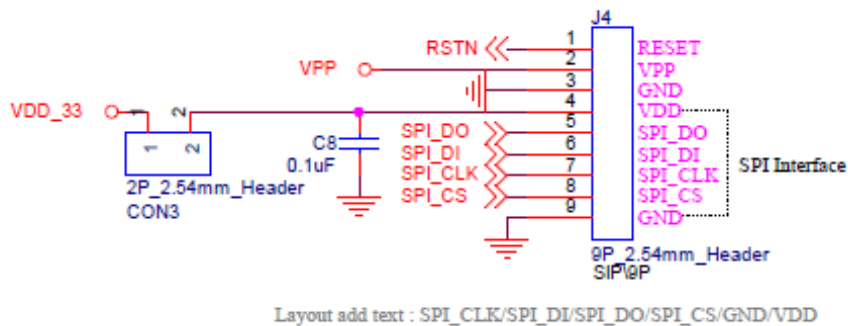 J4
RSTN 1 RESET
VPP 2 VPP
3 GND
VDD_33 1 2 4 VDD
SPI_DO 5 SPI_DO
C8 SPI_DI 6 SPI_DI SPI Interface
1 2 0.1uF SPI_CLK 7 SPI_CLK
2P_2.54mm_Header SPI_CS 8 SPI_CS
CON3 9 GND
9P_2.54mm_Header
SIP\9P
Layout add text : SPI_CLK/SPI_DI/SPI_DO/SPI_CS/GND/VDD